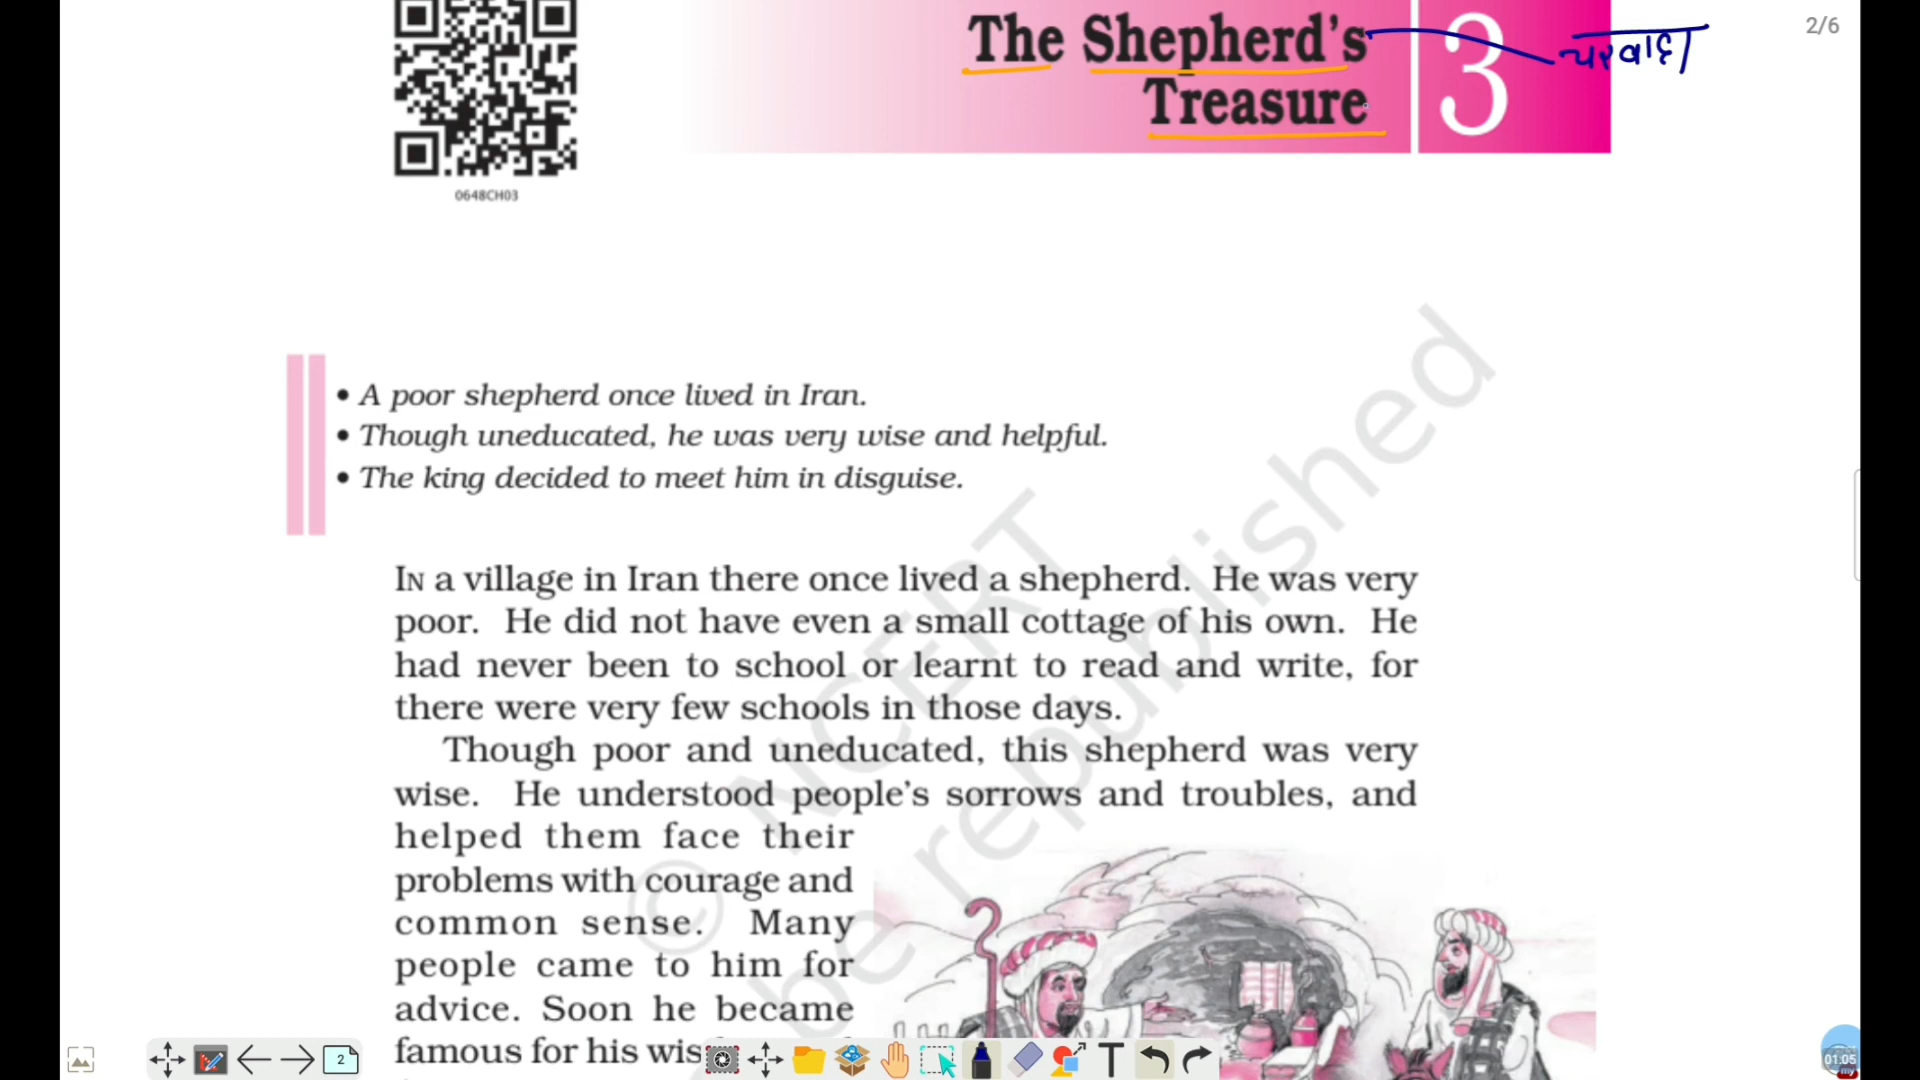 The Shepherd's
Treasure
3
चरवाहा
2/6
0648CH03
• A poor shepherd once lived in Iran.
• Though uneducated, he was very wise and helpful.
• The king decided to meet him in disguise.
IN a village in Iran there once lived a shepherd. He was very
poor. He did not have even a small cottage of his own. He
had never been to school or learnt to read and write, for
there were very few schools in those days.
Though poor and uneducated, this shepherd was very
wise. He understood people's sorrows and troubles, and
helped them face their
problems with courage and
common sense. Many
people came to him for
advice. Soon he became
famous for his wis
© NCERT
be republished
2
T
01:05